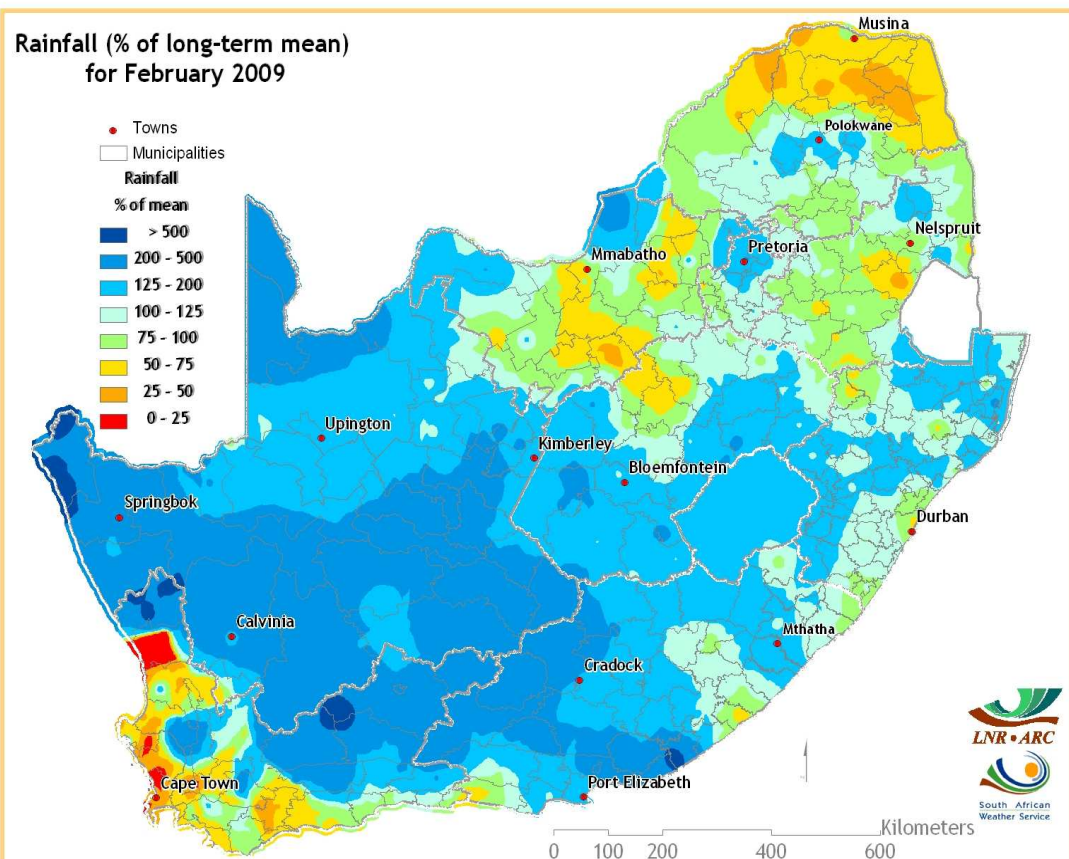 Rainfall (% of long-term mean)
for February 2009
Towns
Municipalities
Rainfall
% of mean
> 500
200 - 500
125 - 200
100 - 125
75 - 100
50 - 75
25 - 50
0 - 25
Musina
Polokwane
Nelspruit
Pretoria
Mmabatho
Upington
Kimberley
Bloemfontein
Springbok
Durban
Calvinia
Mthatha
Cradock
Cape Town
Port Elizabeth
LNR • ARC
South African
Weather Service
Kilometers
0 100 200 400 600